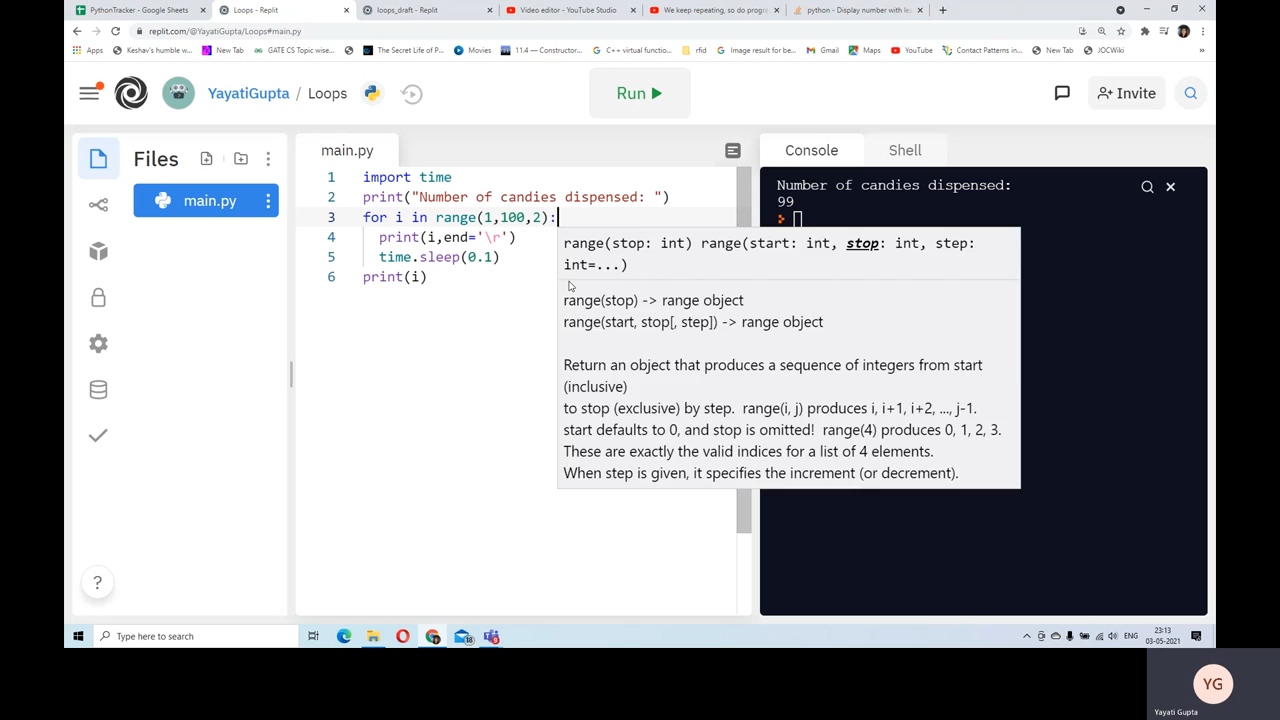 PythonTracker - Google Sheets
Loops - Replit
loops_draft - Replit
Video editor - YouTube Studio
We keep repeating, so do progra
python - Display number with lea
replit.com/@YayatiGupta/Loops#main.py
Apps
Keshav's humble w...
New Tab
GATE CS Topic wise...
The Secret Life of P...
Movies
11.4 — Constructor...
C++ virtual functio...
rfid
Image result for be...
Gmail
Maps
YouTube
Contact Patterns in...
New Tab
JOCWiki
YayatiGupta / Loops
Run
Invite
Files
main.py
main.py
1 import time
2 print("Number of candies dispensed: ")
3 for i in range(1,100,2):
4 print(i,end='\r')
5 time.sleep(0.1)
6 print(i)
range(stop: int) range(start: int, stop: int, step:
int=...)
range(stop) -> range object
range(start, stop[, step]) -> range object
Return an object that produces a sequence of integers from start
(inclusive)
to stop (exclusive) by step. range(i, j) produces i, i+1, i+2, ..., j-1.
start defaults to 0, and stop is omitted! range(4) produces 0, 1, 2, 3.
These are exactly the valid indices for a list of 4 elements.
When step is given, it specifies the increment (or decrement).
Console
Shell
Number of candies dispensed:
99
?
Type here to search
18
ENG
23:13
03-05-2021
YG
Yayati Gupta